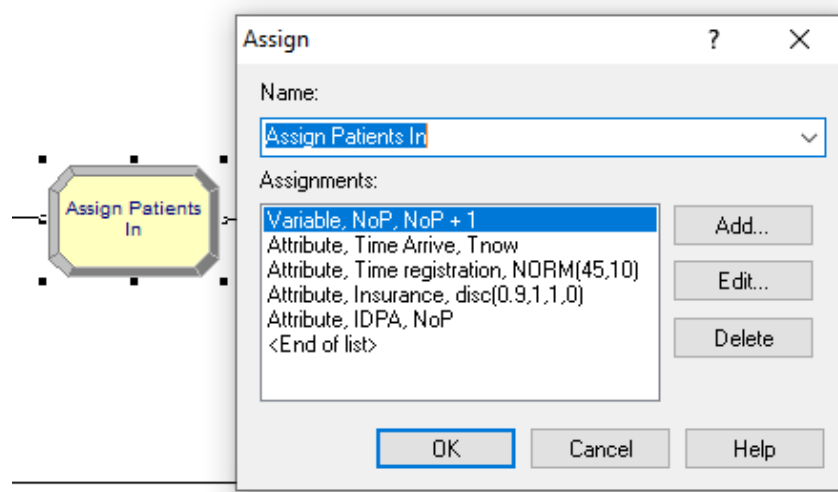 Assign
?
Name:
Assign Patients In
Assign Patients
In
Assignments:
Variable, NoP, NoP + 1
Attribute, Time Arrive, Tnow
Attribute, Time registration, NORM(45,10)
Attribute, Insurance, disc(0.9,1,1,0)
Attribute, IDPA, NoP
<End of list>
Add...
Edit...
Delete
OK
Cancel
Help